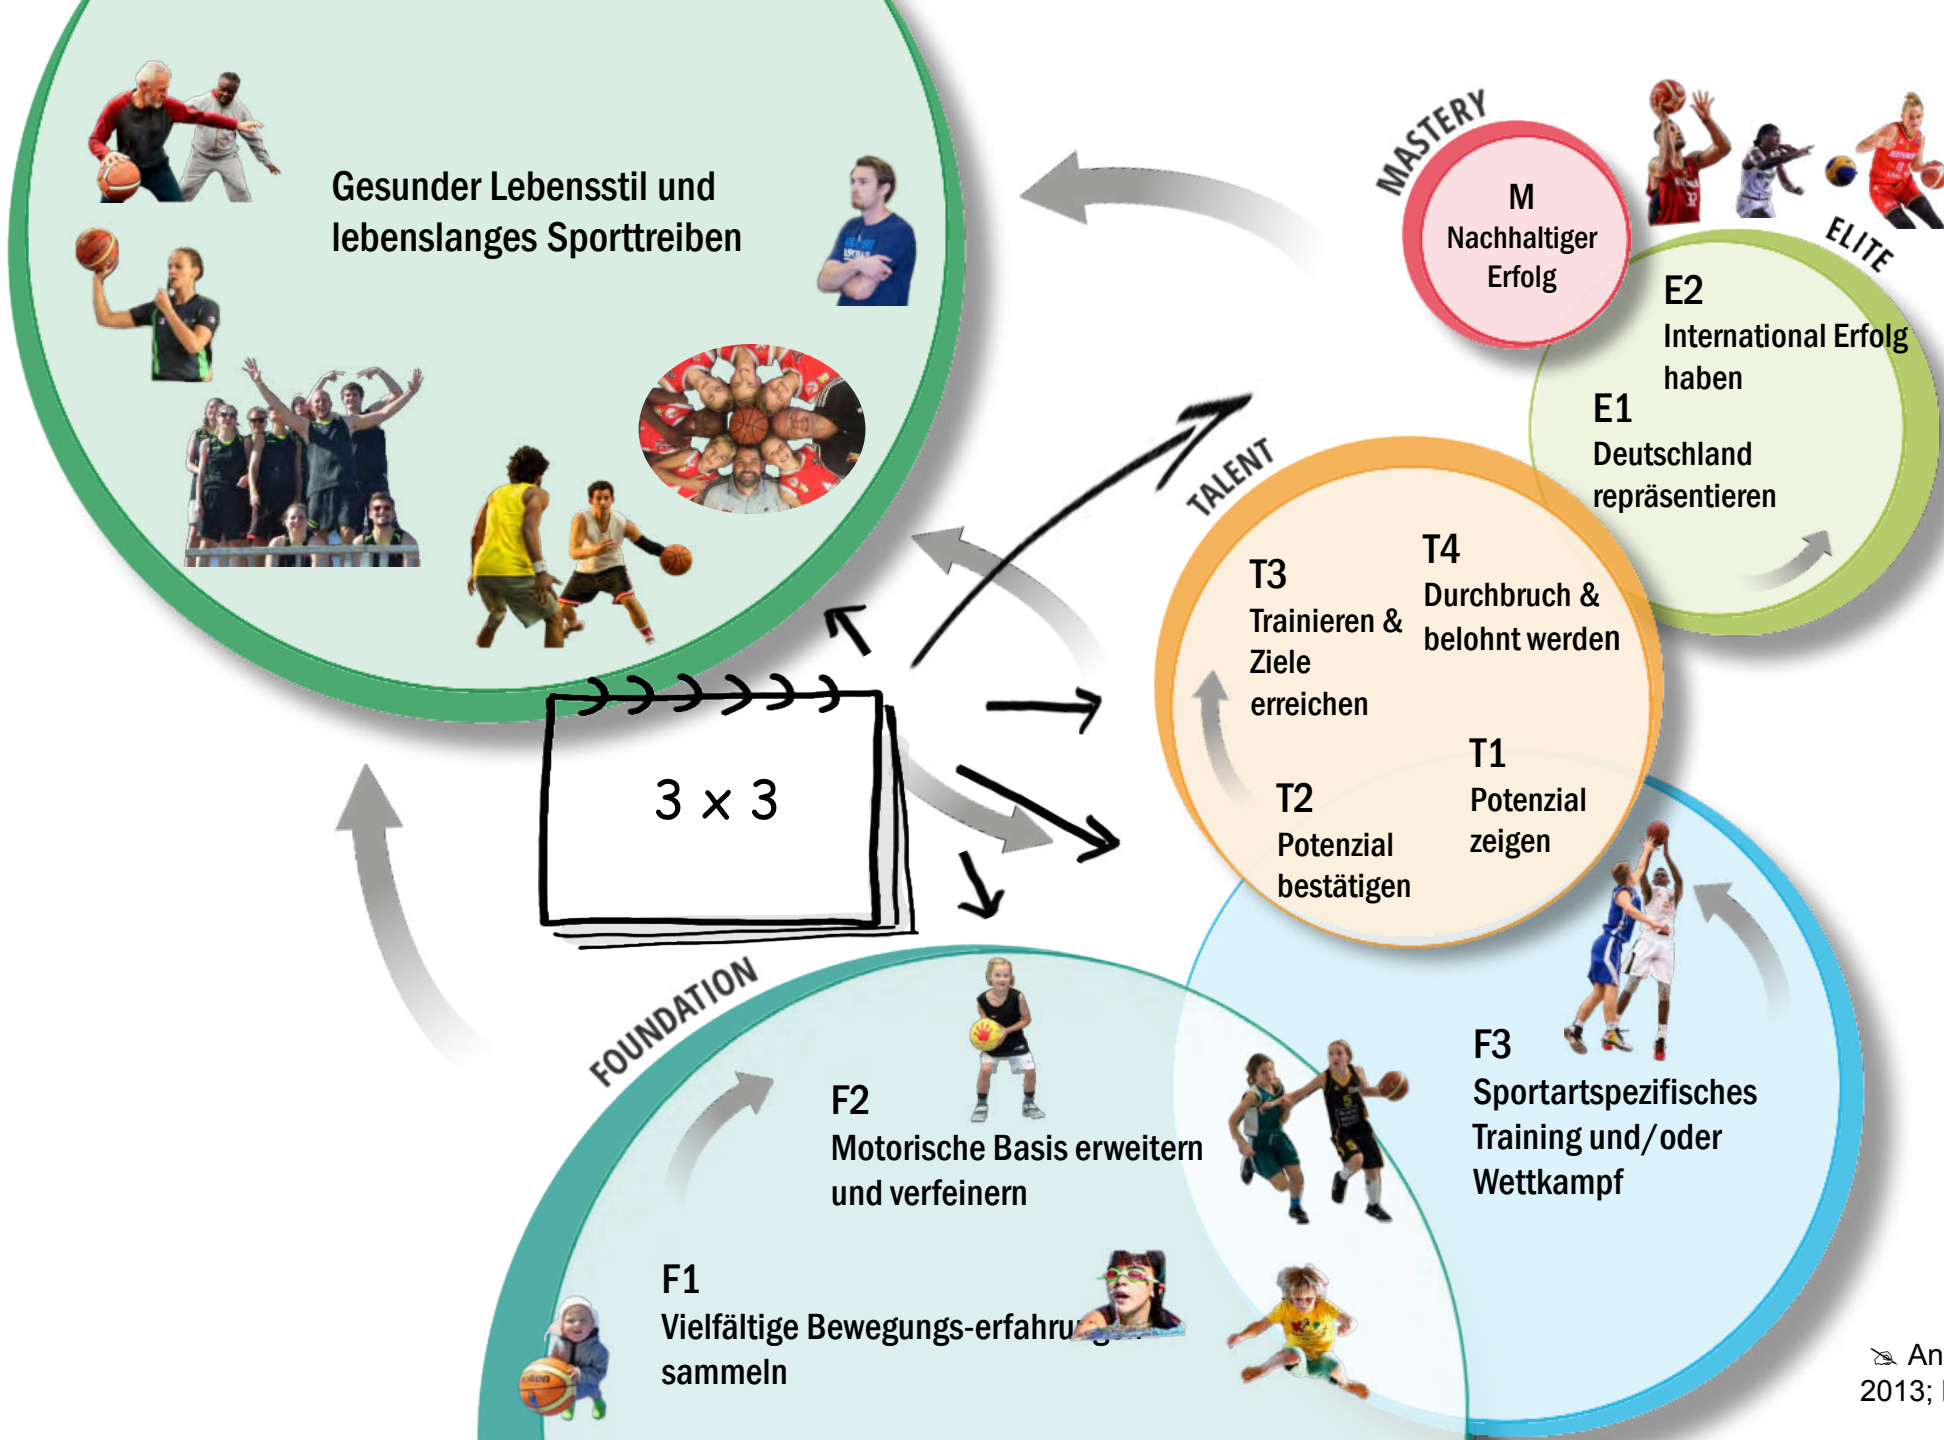 Gesunder Lebensstil und
lebenslanges Sporttreiben
MASTERY
M
Nachhaltiger
Erfolg
ELITE
E2
International Erfolg
haben
E1
Deutschland
repräsentieren
TALENT
T4
Durchbruch &
belohnt werden
T3
Trainieren &
Ziele
erreichen
T1
Potenzial
zeigen
T2
Potenzial
bestätigen
3 x 3
FOUNDATION
F3
Sportartspezifisches
Training und/oder
Wettkampf
F2
Motorische Basis erweitern
und verfeinern
F1
Vielfältige
sammeln
An
2013;